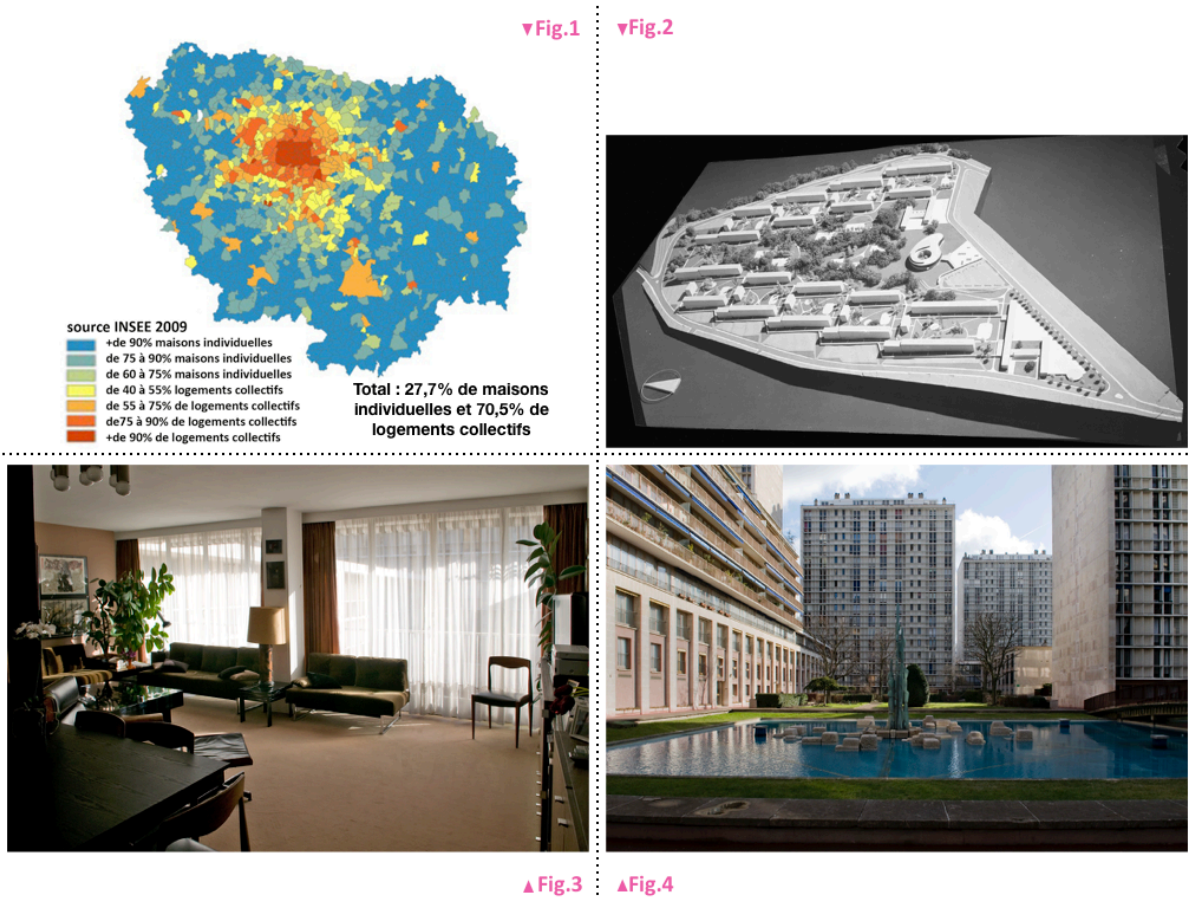 ▼Fig.1
▼Fig.2
source INSEE 2009
+de 90% maisons individuelles
de 75 à 90% maisons individuelles
de 60 à 75% maisons individuelles
de 40 à 55% logements collectifs
de 55 à 75% de logements collectifs
de75 à 90% de logements collectifs
+de 90% de logements collectifs
Total : 27,7% de maisons
individuelles et 70,5% de
logements collectifs
▲Fig.3
▲Fig.4